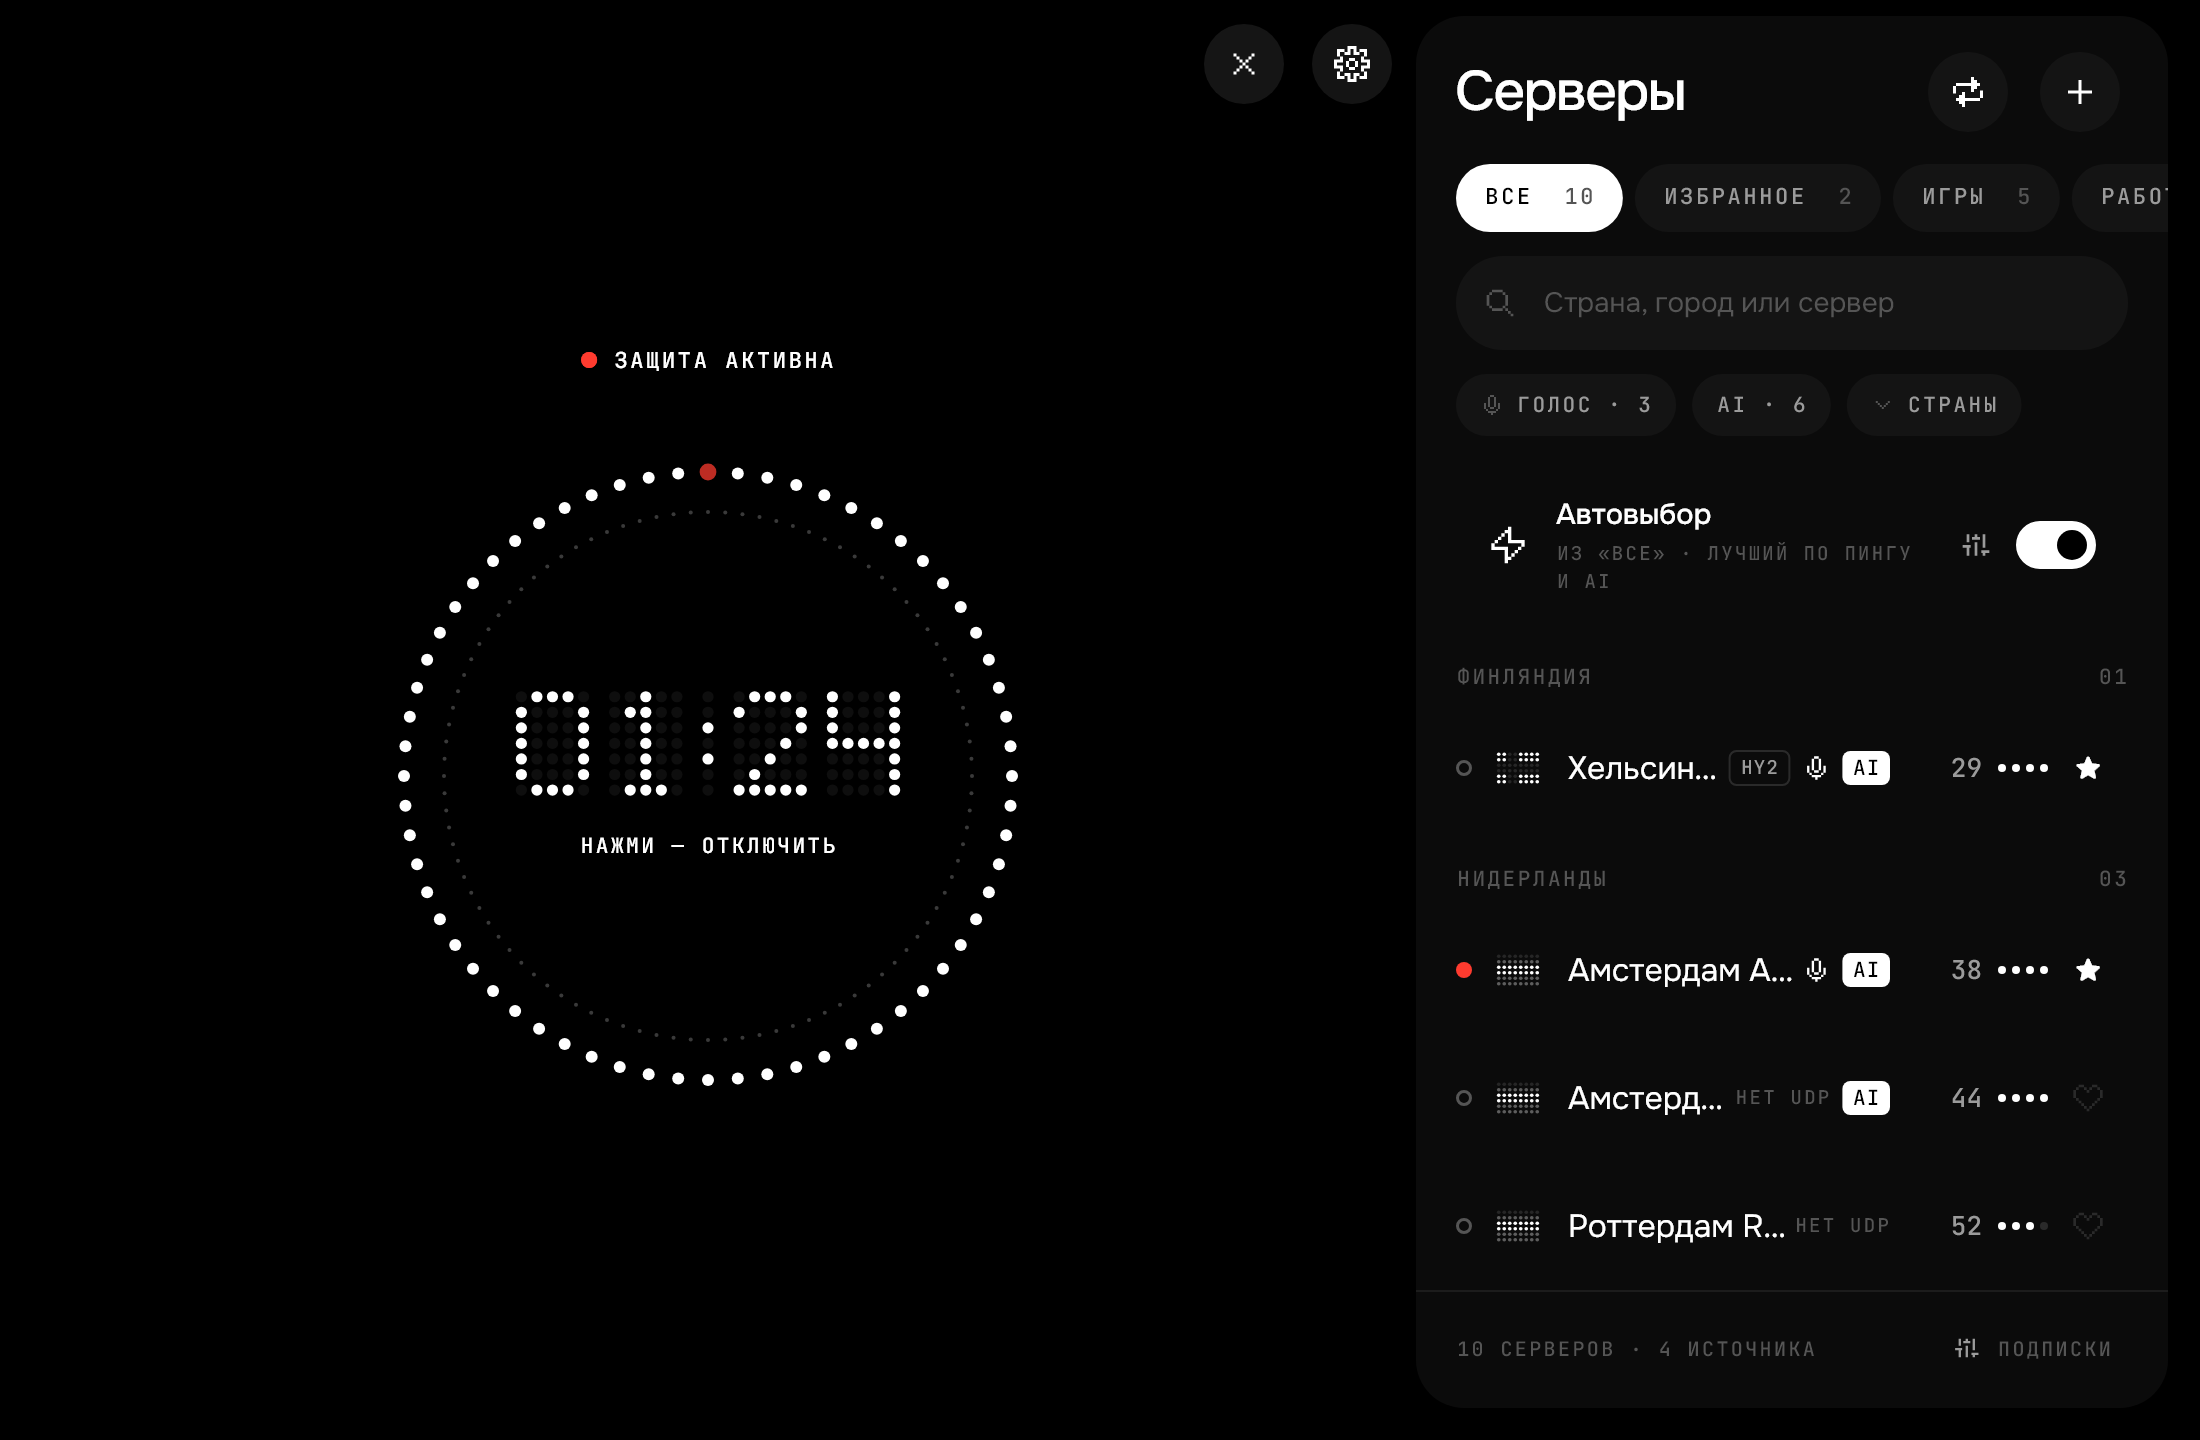 ЗАЩИТА АКТИВНА
01:24
НАЖМИ — ОТКЛЮЧИТЬ
Серверы
ВСЕ 10 ИЗБРАННОЕ 2 ИГРЫ 5 РАБОТ
Страна, город или сервер
ГОЛОС · 3 AI · 6 СТРАНЫ
Автовыбор
ИЗ «ВСЕ» · ЛУЧШИЙ ПО ПИНГУ
И AI
ФИНЛЯНДИЯ 01
Хельсин... HY2 AI 29
НИДЕРЛАНДЫ 03
Амстердам A... AI 38
Амстерд... НЕТ UDP AI 44
Роттердам R... НЕТ UDP 52
10 СЕРВЕРОВ · 4 ИСТОЧНИКА ПОДПИСКИ